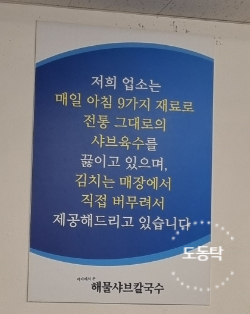 저희 업소는
매일 아침 9가지 재료로
전통 그대로의
샤브육수를
끓이고 있으며,
김치는 매장에서
직접 버무려서
제공해드리고 있습니다
도동탁
해물샤브칼국수